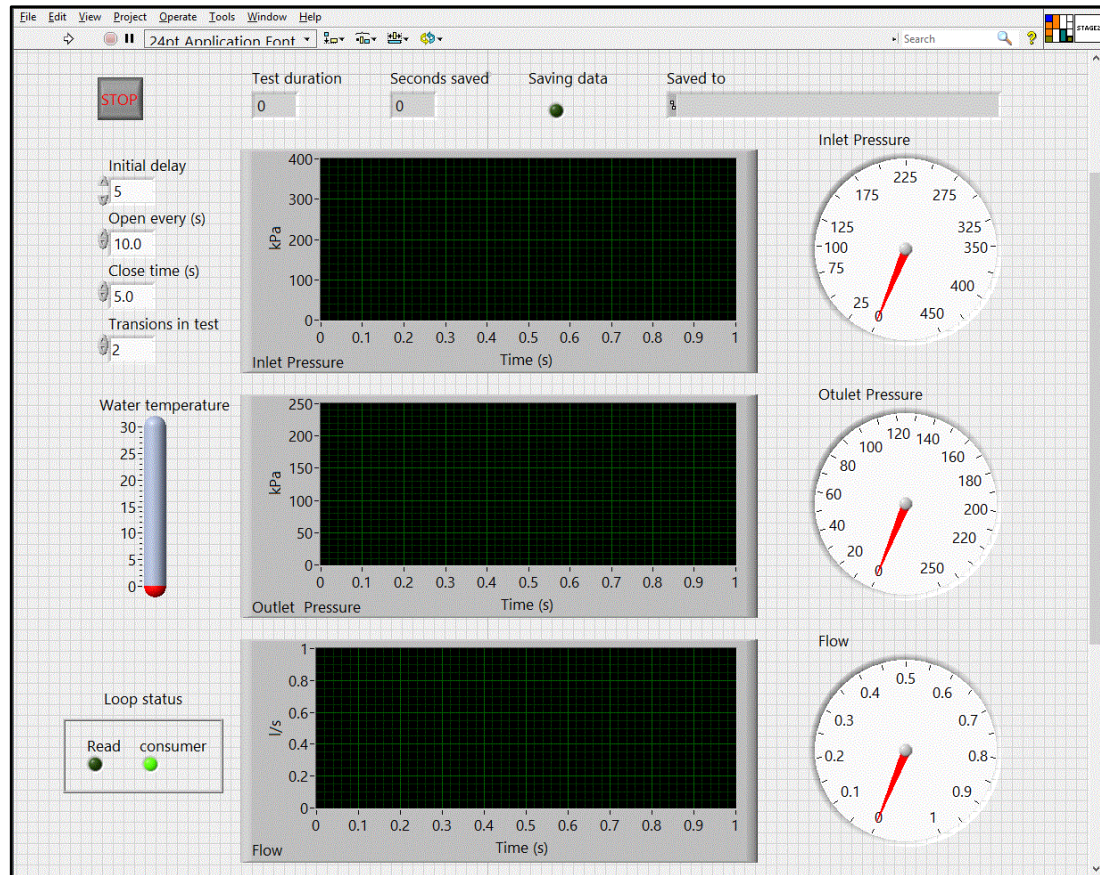 File Edit View Project Operate Tools Window Help
24pt Application Font Search ? STAGE2
Test duration Seconds saved Saving data Saved to
STOP
0 0
Inlet Pressure
Initial delay
5
Open every (s)
10.0
Close time (s)
5.0
Transions in test
2
400
300
200
100
0
kPa
0 0.1 0.2 0.3 0.4 0.5 0.6 0.7 0.8 0.9 1
Time (s)
Inlet Pressure
0 25 75 100 125 175 225 275 325 350 400 450
Water temperature
30
25
20
15
10
5
0
250
200
150
100
50
0
kPa
0 0.1 0.2 0.3 0.4 0.5 0.6 0.7 0.8 0.9 1
Time (s)
Outlet Pressure
Otulet Pressure
0 20 40 60 80 100 120 140 160 180 200 220 250
Loop status
Read consumer
1
0.8
0.6
0.4
0.2
0
l/s
0 0.1 0.2 0.3 0.4 0.5 0.6 0.7 0.8 0.9 1
Time (s)
Flow
Flow
0 0.1 0.2 0.3 0.4 0.5 0.6 0.7 0.8 0.9 1